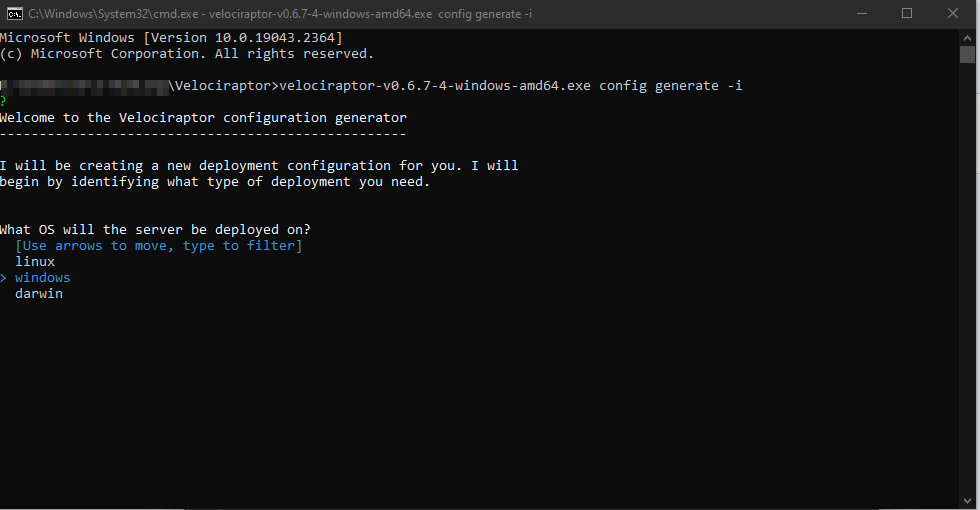 C:\Windows\System32\cmd.exe - velociraptor-v0.6.7-4-windows-amd64.exe config generate -i
Microsoft Windows [Version 10.0.19043.2364]
(c) Microsoft Corporation. All rights reserved.
\Velociraptor>velociraptor-v0.6.7-4-windows-amd64.exe config generate -i
?
Welcome to the Velociraptor configuration generator
---------------------------------------------------
I will be creating a new deployment configuration for you. I will
begin by identifying what type of deployment you need.
What OS will the server be deployed on?
[Use arrows to move, type to filter]
linux
> windows
darwin